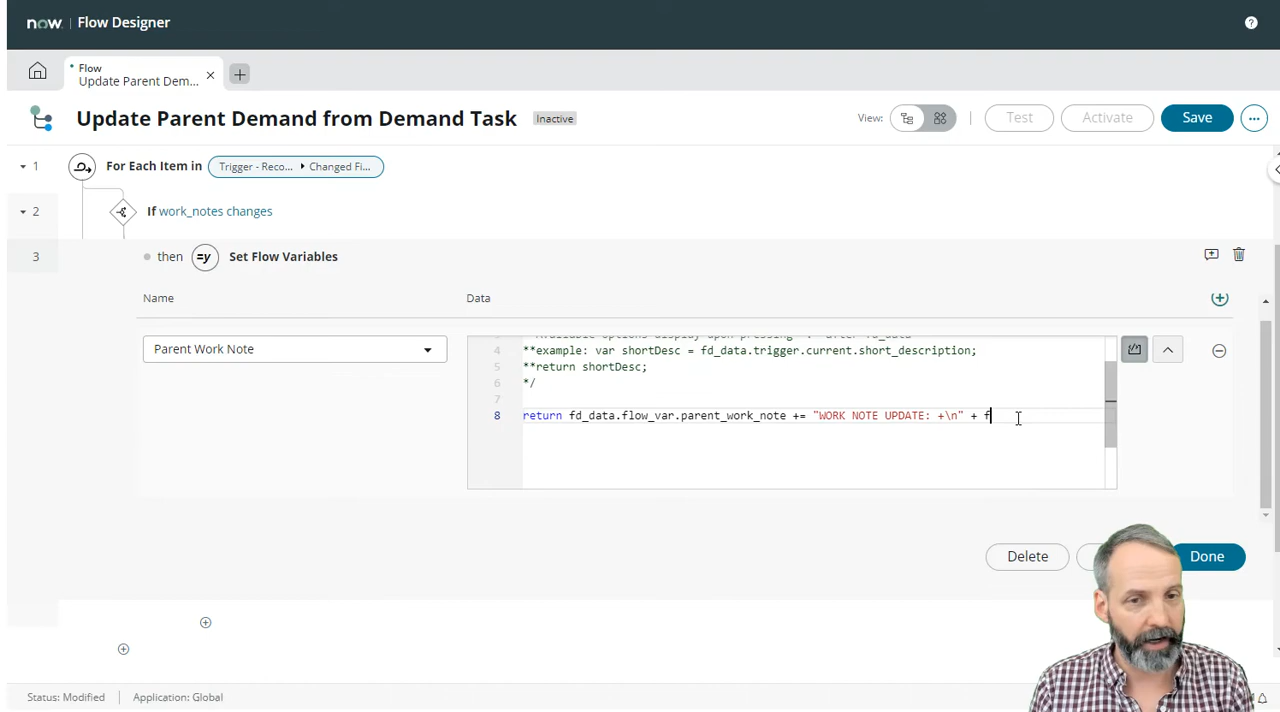 now. Flow Designer
Flow
Update Parent Dem...
Update Parent Demand from Demand Task
Inactive
View:
Test
Activate
Save
1
For Each Item in
Trigger - Reco...
Changed Fi...
2
If work_notes changes
3
then
=y
Set Flow Variables
Name
Data
Parent Work Note
4
5
6
7
8
**example: var shortDesc = fd_data.trigger.current.short_description;
**return shortDesc;
*/
return fd_data.flow_var.parent_work_note += "WORK NOTE UPDATE: +\n" + f
Delete
Done
Status: Modified
Application: Global